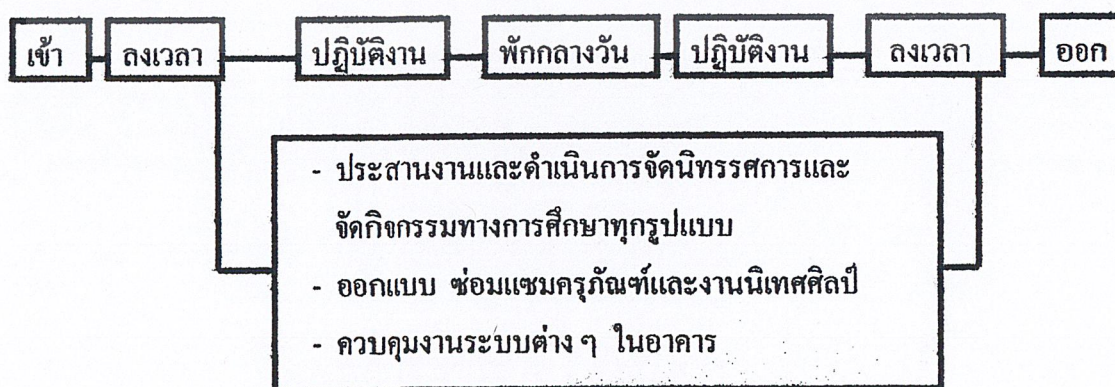 เข้า ลงเวลา ปฎิบัติงาน พักกลางวัน ปฎิบัติงาน ลงเวลา ออก
- ประสานงานและดำเนินการจัดนิทรรศการและ
จัดกิจกรรมทางการศึกษาทุกรูปแบบ
- ออกแบบ ซ่อมแซมครุภัณฑ์และงานนิเทศศิลป์
- ควบคุมงานระบบต่าง ๆ ในอาคาร